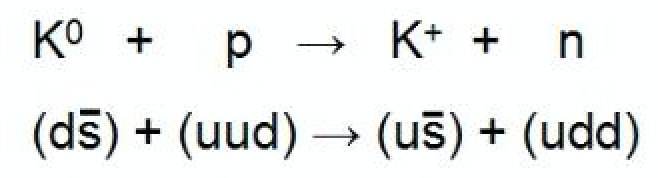 K⁰ + p → K⁺ + n
(ds̄) + (uud) → (us̄) + (udd)